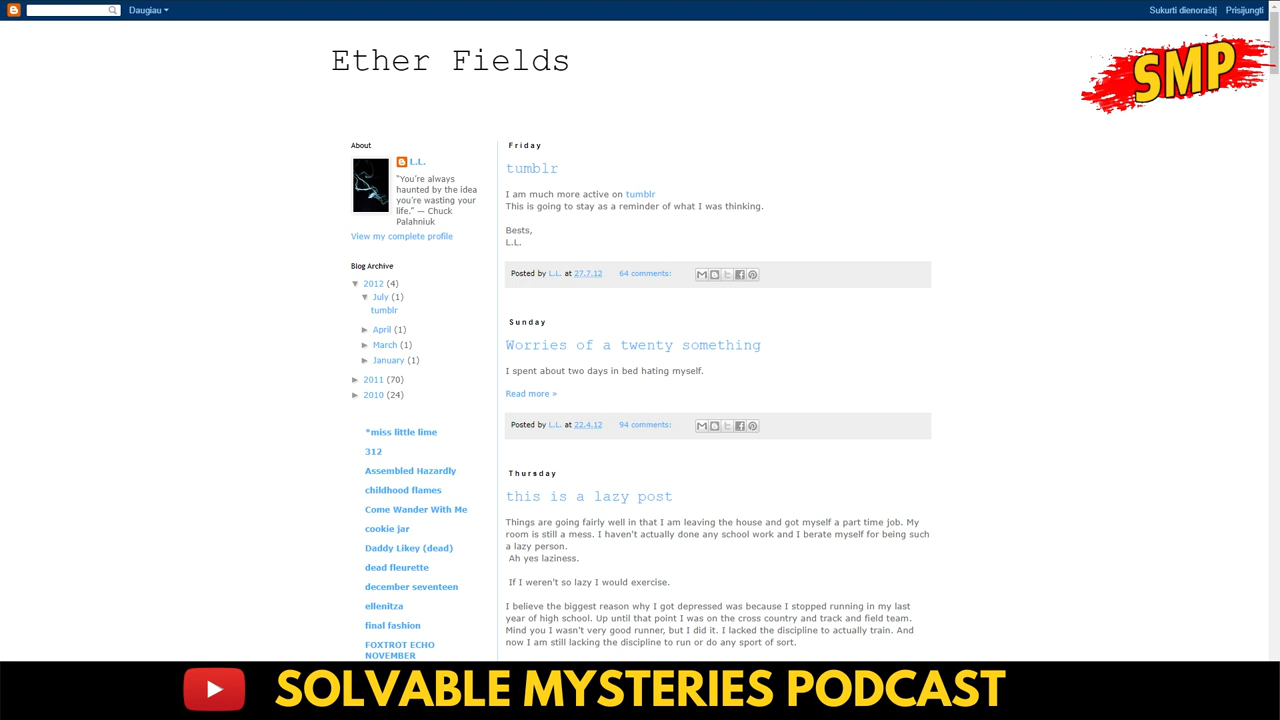 Daugiau
Sukurti dienoraštį Prisijungti
Ether Fields
SMP
About
L.L.
"You're always
haunted by the idea
you're wasting your
life." — Chuck
Palahniuk
View my complete profile
Blog Archive
▼ 2012 (4)
▼ July (1)
tumblr
► April (1)
► March (1)
► January (1)
► 2011 (70)
► 2010 (24)
*miss little lime
312
Assembled Hazardly
childhood flames
Come Wander With Me
cookie jar
Daddy Likey (dead)
dead fleurette
december seventeen
ellenitza
final fashion
FOXTROT ECHO
NOVEMBER
Friday
tumblr
I am much more active on tumblr
This is going to stay as a reminder of what I was thinking.
Bests,
L.L.
Posted by L.L. at 27.7.12 64 comments:
Sunday
Worries of a twenty something
I spent about two days in bed hating myself.
Read more »
Posted by L.L. at 22.4.12 94 comments:
Thursday
this is a lazy post
Things are going fairly well in that I am leaving the house and got myself a part time job. My
room is still a mess. I haven't actually done any school work and I berate myself for being such
a lazy person.
Ah yes laziness.
If I weren't so lazy I would exercise.
I believe the biggest reason why I got depressed was because I stopped running in my last
year of high school. Up until that point I was on the cross country and track and field team.
Mind you I wasn't very good runner, but I did it. I lacked the discipline to actually train. And
now I am still lacking the discipline to run or do any sport of sort.
SOLVABLE MYSTERIES PODCAST